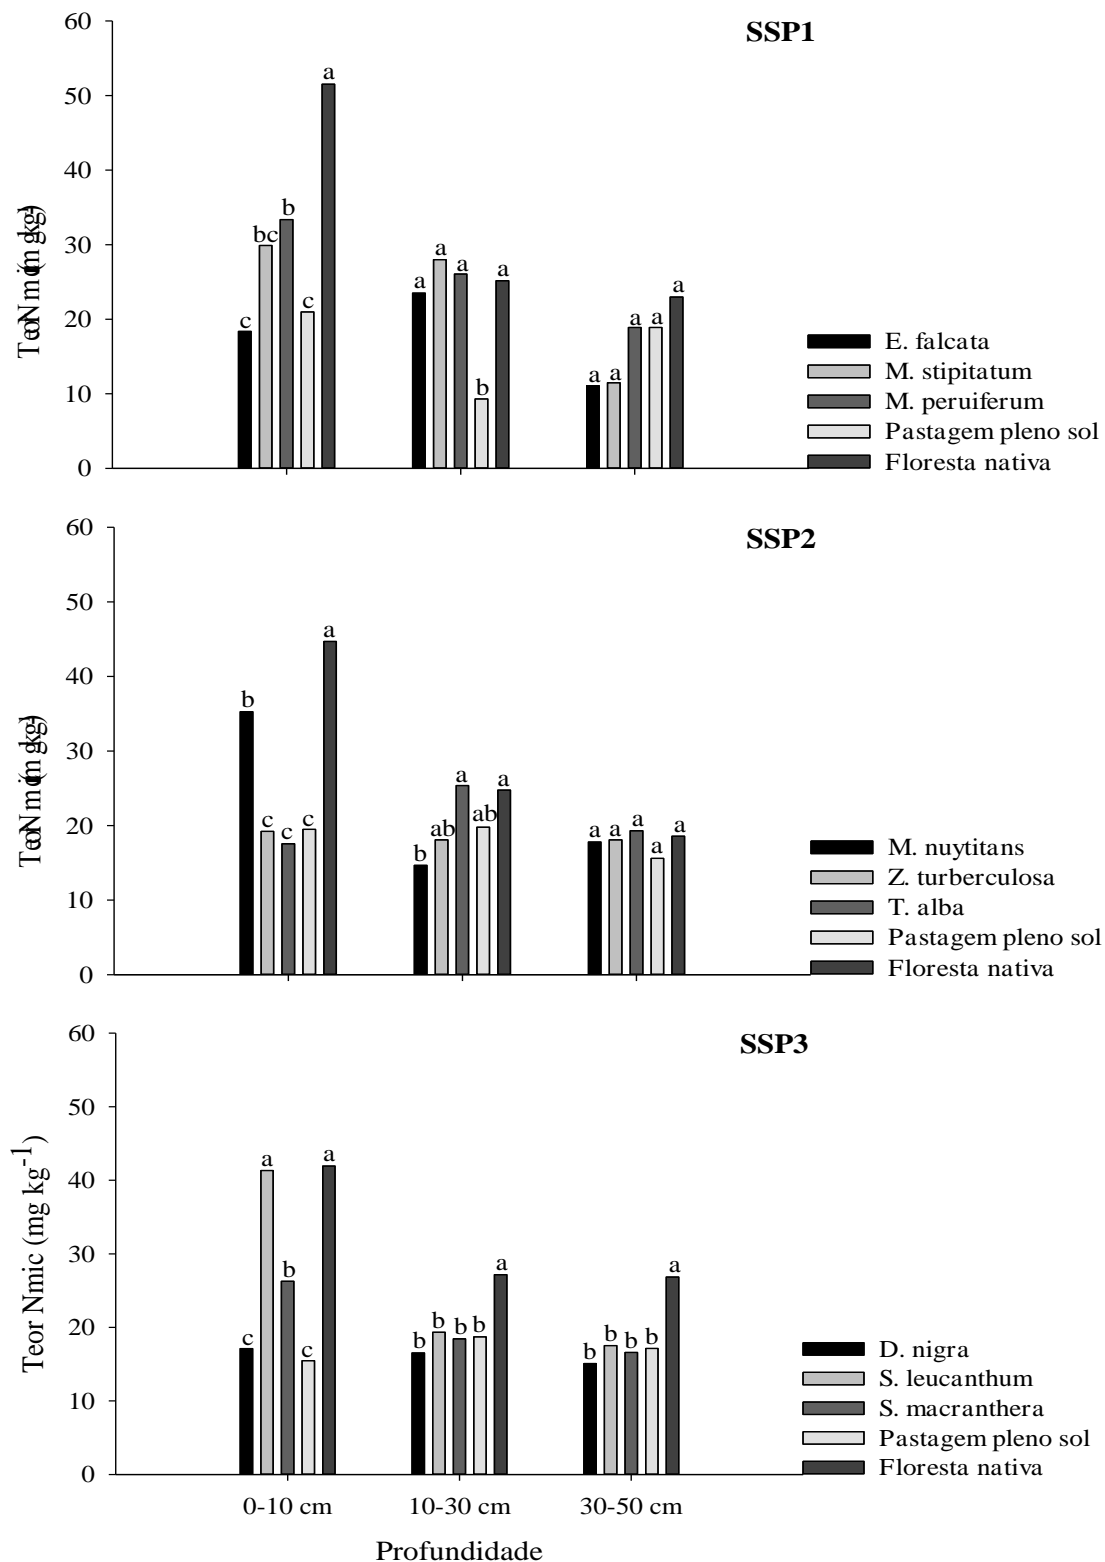 SSP1
60
50
40
30
20
10
0
a
b
bc
c
c
a
a
a
a
b
a
a
a
a
a
E. falcata
M. stipitatum
M. peruiferum
Pastagem pleno sol
Floresta nativa
SSP2
60
50
40
30
20
10
0
b
c
c
c
a
b
ab
a
ab
a
a
a
a
a
a
M. nuytitans
Z. turberculosa
T. alba
Pastagem pleno sol
Floresta nativa
SSP3
Teor Nmic (mg kg-1)
60
50
40
30
20
10
0
c
a
b
c
a
b
b
b
b
a
b
b
b
b
a
D. nigra
S. leucanthum
S. macranthera
Pastagem pleno sol
Floresta nativa
0-10 cm 10-30 cm 30-50 cm
Profundidade